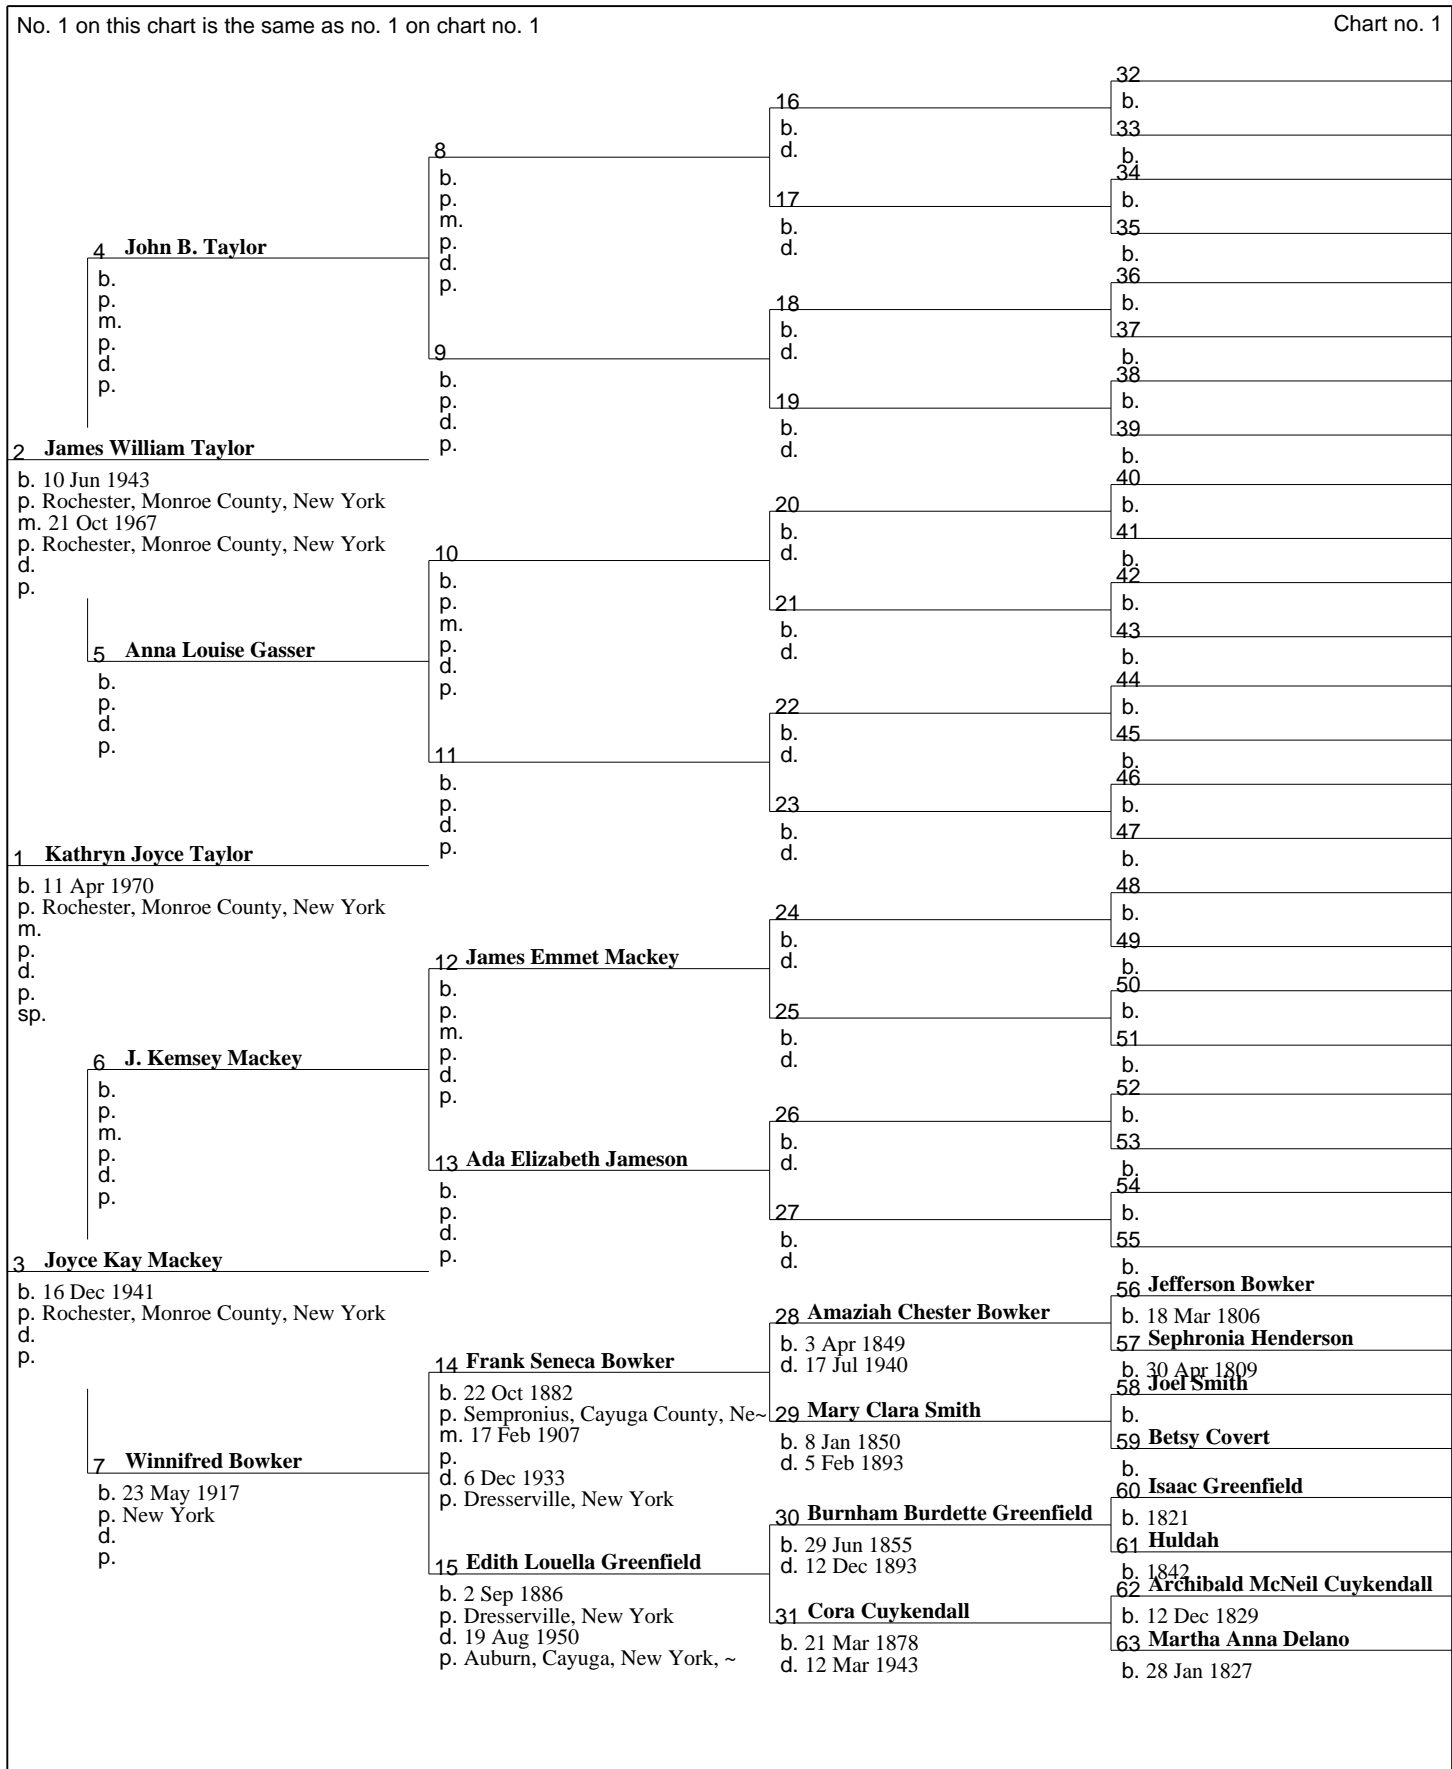 No. 1 on this chart is the same as no. 1 on chart no. 1
Chart no. 1
1 Kathryn Joyce Taylor
b. 11 Apr 1970
p. Rochester, Monroe County, New York
m.
p.
d.
p.
sp.
2 James William Taylor
b. 10 Jun 1943
p. Rochester, Monroe County, New York
m. 21 Oct 1967
p. Rochester, Monroe County, New York
d.
p.
3 Joyce Kay Mackey
b. 16 Dec 1941
p. Rochester, Monroe County, New York
d.
p.
4 John B. Taylor
b.
p.
m.
p.
d.
p.
5 Anna Louise Gasser
b.
p.
d.
p.
6 J. Kemsey Mackey
b.
p.
m.
p.
d.
p.
7 Winnifred Bowker
b. 23 May 1917
p. New York
d.
p.
8
b.
p.
m.
p.
d.
p.
9
b.
p.
d.
p.
10
b.
p.
m.
p.
d.
p.
11
b.
p.
d.
p.
12 James Emmet Mackey
b.
p.
m.
p.
d.
p.
13 Ada Elizabeth Jameson
b.
p.
d.
p.
14 Frank Seneca Bowker
b. 22 Oct 1882
p. Sempronius, Cayuga County, Ne~
m. 17 Feb 1907
p.
d. 6 Dec 1933
p. Dresserville, New York
15 Edith Louella Greenfield
b. 2 Sep 1886
p. Dresserville, New York
d. 19 Aug 1950
p. Auburn, Cayuga, New York, ~
16
b.
d.
17
b.
d.
18
b.
d.
19
b.
d.
20
b.
d.
21
b.
d.
22
b.
d.
23
b.
d.
24
b.
d.
25
b.
d.
26
b.
d.
27
b.
d.
28 Amaziah Chester Bowker
b. 3 Apr 1849
d. 17 Jul 1940
29 Mary Clara Smith
b. 8 Jan 1850
d. 5 Feb 1893
30 Burnham Burdette Greenfield
b. 29 Jun 1855
d. 12 Dec 1893
31 Cora Cuykendall
b. 21 Mar 1878
d. 12 Mar 1943
32
b.
33
b.
34
b.
35
b.
36
b.
37
b.
38
b.
39
b.
40
b.
41
b.
42
b.
43
b.
44
b.
45
b.
46
b.
47
b.
48
b.
49
b.
50
b.
51
b.
52
b.
53
b.
54
b.
55
b.
56 Jefferson Bowker
b. 18 Mar 1806
57 Sephronia Henderson
b. 30 Apr 1809
58 Joel Smith
b.
59 Betsy Covert
b.
60 Isaac Greenfield
b. 1821
61 Huldah
b. 1842
62 Archibald McNeil Cuykendall
b. 12 Dec 1829
63 Martha Anna Delano
b. 28 Jan 1827